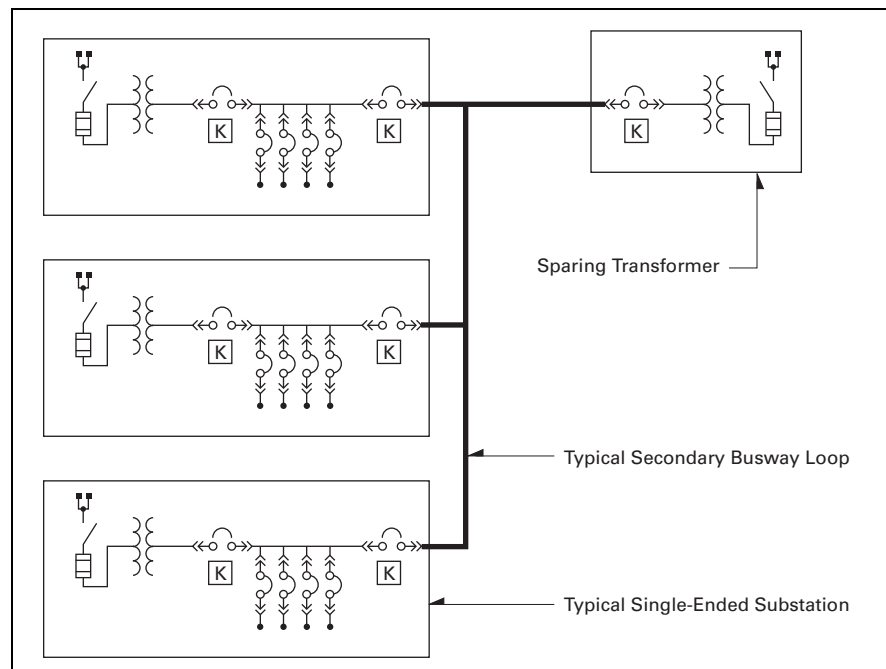 K
K
K
Sparing Transformer
K
K
Typical Secondary Busway Loop
K
K
Typical Single-Ended Substation